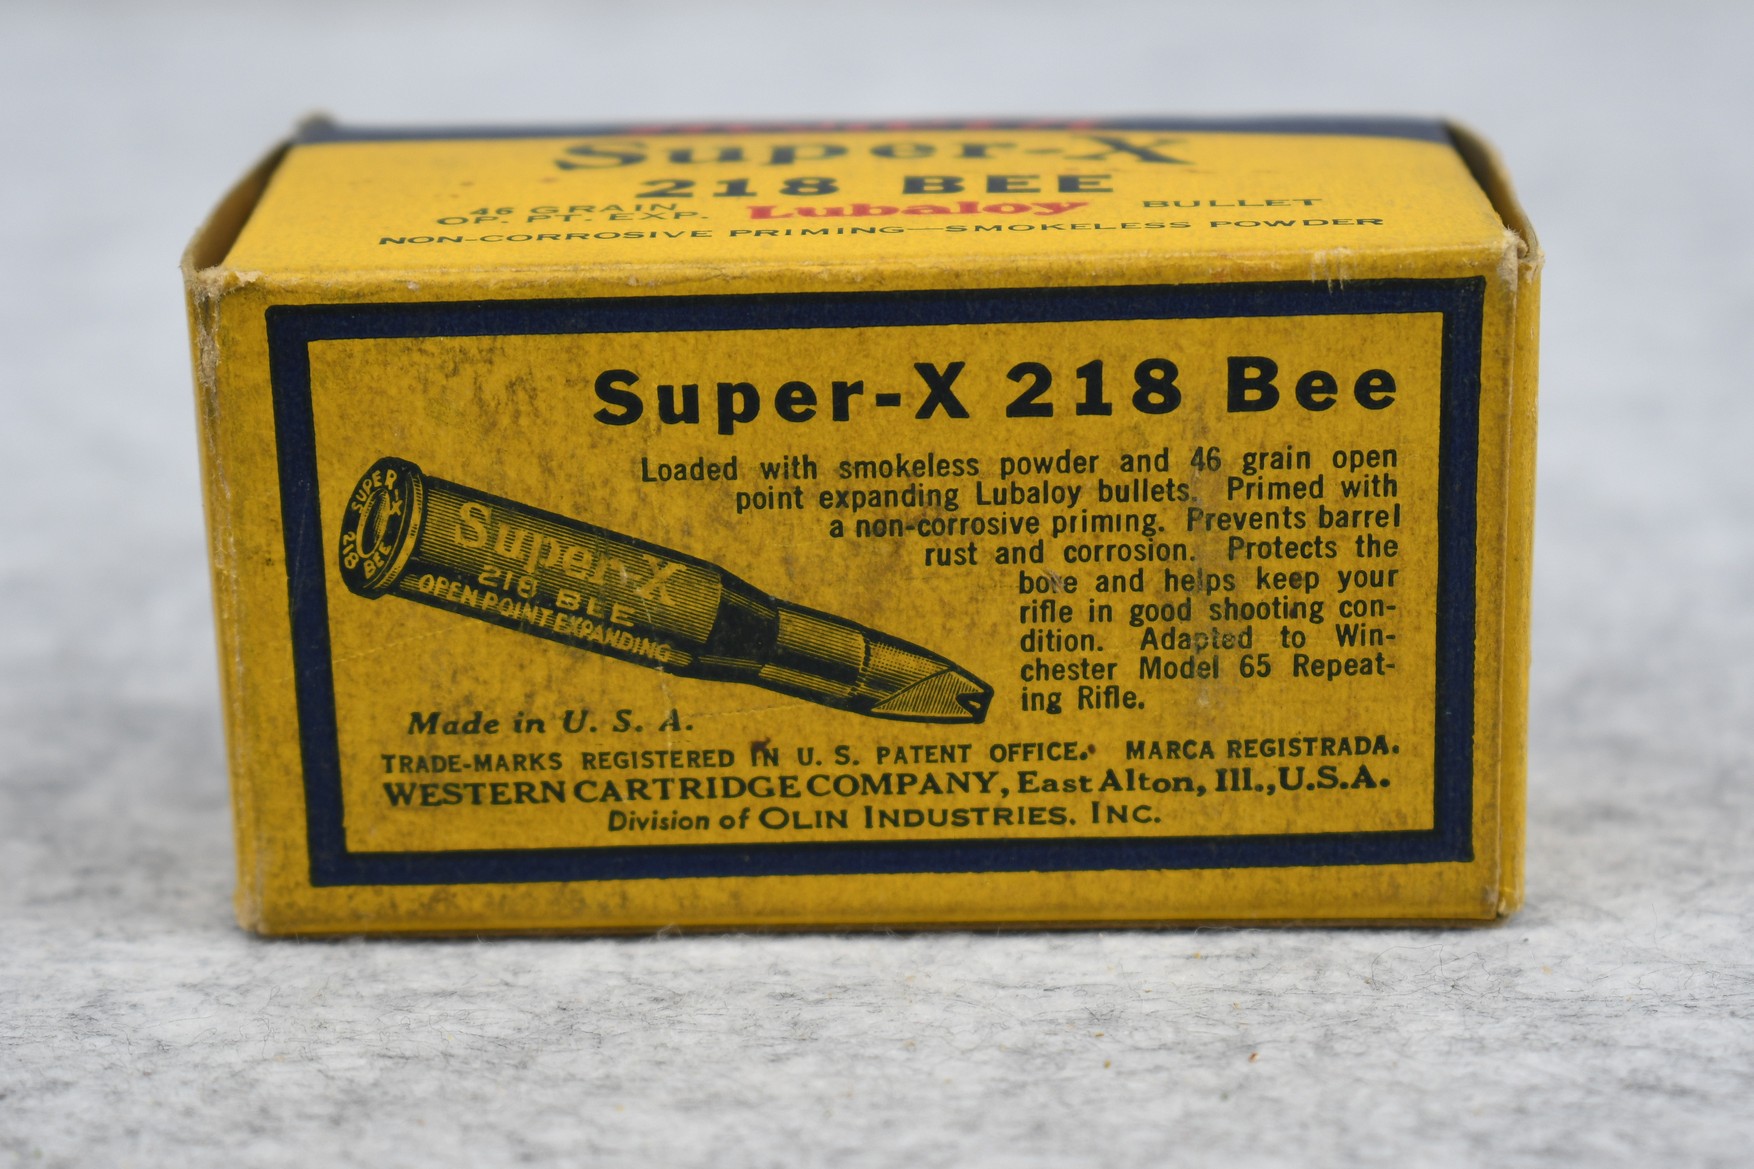 Super-X
218 BEE
46 GRAIN
OP. PT. EXP. Lubaloy BULLET
NON-CORROSIVE PRIMING—SMOKELESS POWDER
Super-X 218 Bee
Loaded with smokeless powder and 46 grain open
point expanding Lubaloy bullets. Primed with
a non-corrosive priming. Prevents barrel
rust and corrosion. Protects the
bore and helps keep your
rifle in good shooting con-
dition. Adapted to Win-
chester Model 65 Repeat-
ing Rifle.
SUPER X
218 BEE
Super-X
218 BEE
OPEN POINT EXPANDING
Made in U. S. A.
TRADE-MARKS REGISTERED IN U. S. PATENT OFFICE. MARCA REGISTRADA.
WESTERN CARTRIDGE COMPANY, East Alton, Ill., U.S.A.
Division of OLIN INDUSTRIES, INC.